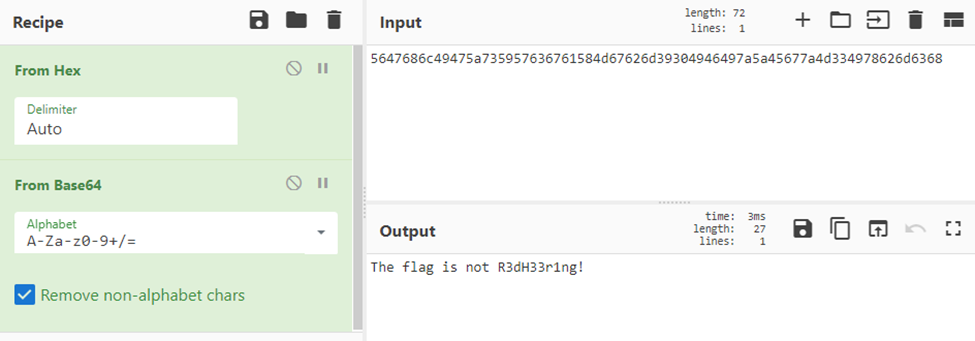 Recipe
From Hex
Delimiter
Auto
From Base64
Alphabet
A-Za-z0-9+/=
Remove non-alphabet chars
Input
length: 72
lines: 1
5647686c49475a735957636761584d67626d39304946497a5a45677a4d334978626d6368
Output
time: 3ms
length: 27
lines: 1
The flag is not R3dH33r1ng!